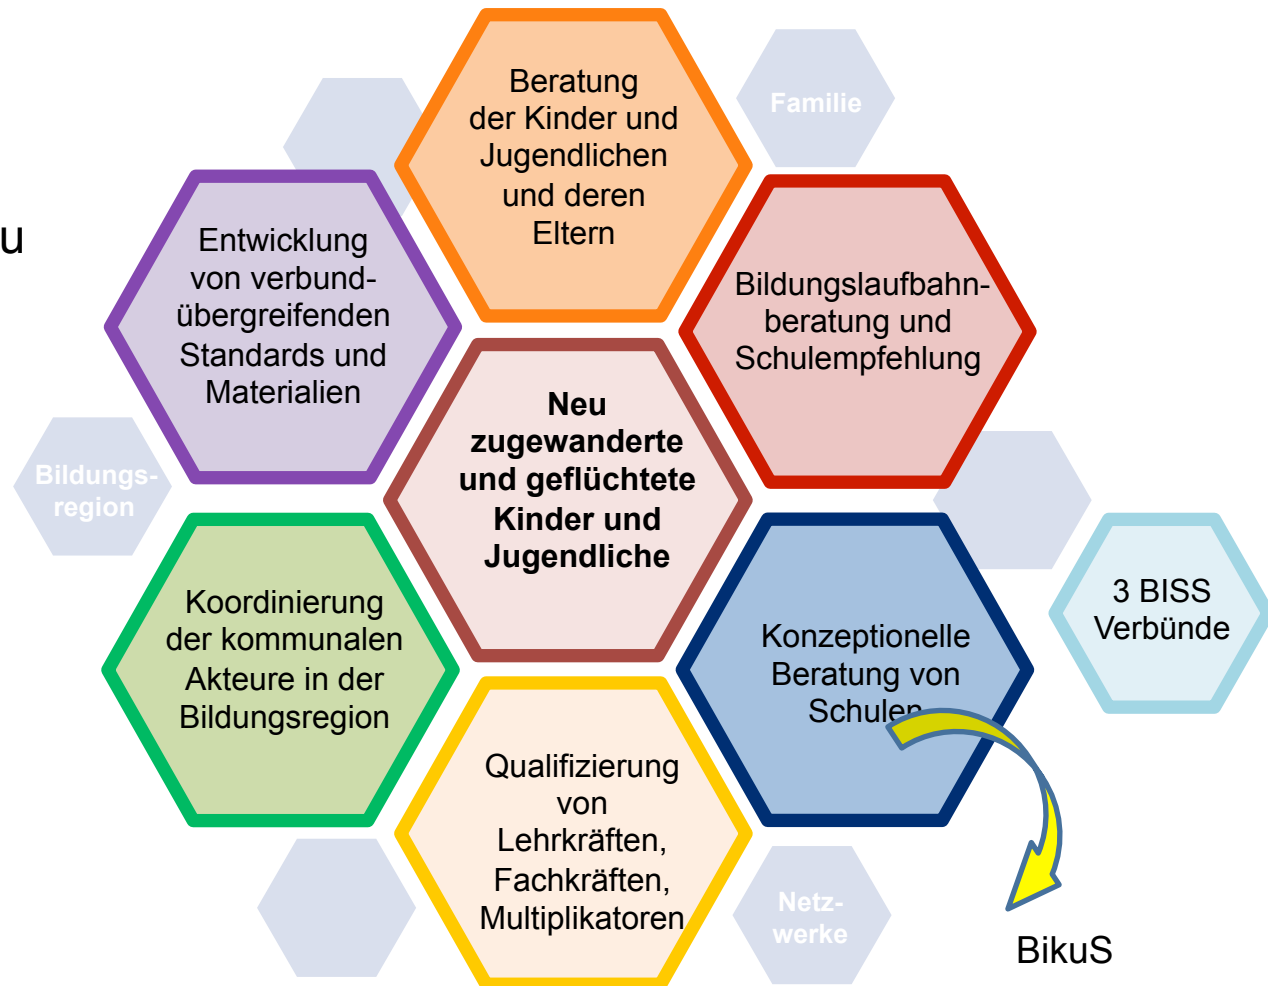 Beratung
der Kinder und
Jugendlichen
und deren
Eltern
Familie
u
Entwicklung
von verbund-
übergreifenden
Standards und
Materialien
Bildungslaufbahn-
beratung und
Schulempfehlung
Neu
zugewanderte
und geflüchtete
Kinder und
Jugendliche
Bildungs-
region
Koordinierung
der kommunalen
Akteure in der
Bildungsregion
Konzeptionelle
Beratung von
Schulen
3 BISS
Verbünde
Qualifizierung
von
Lehrkräften,
Fachkräften,
Multiplikatoren
Netz-
werke
BikuS